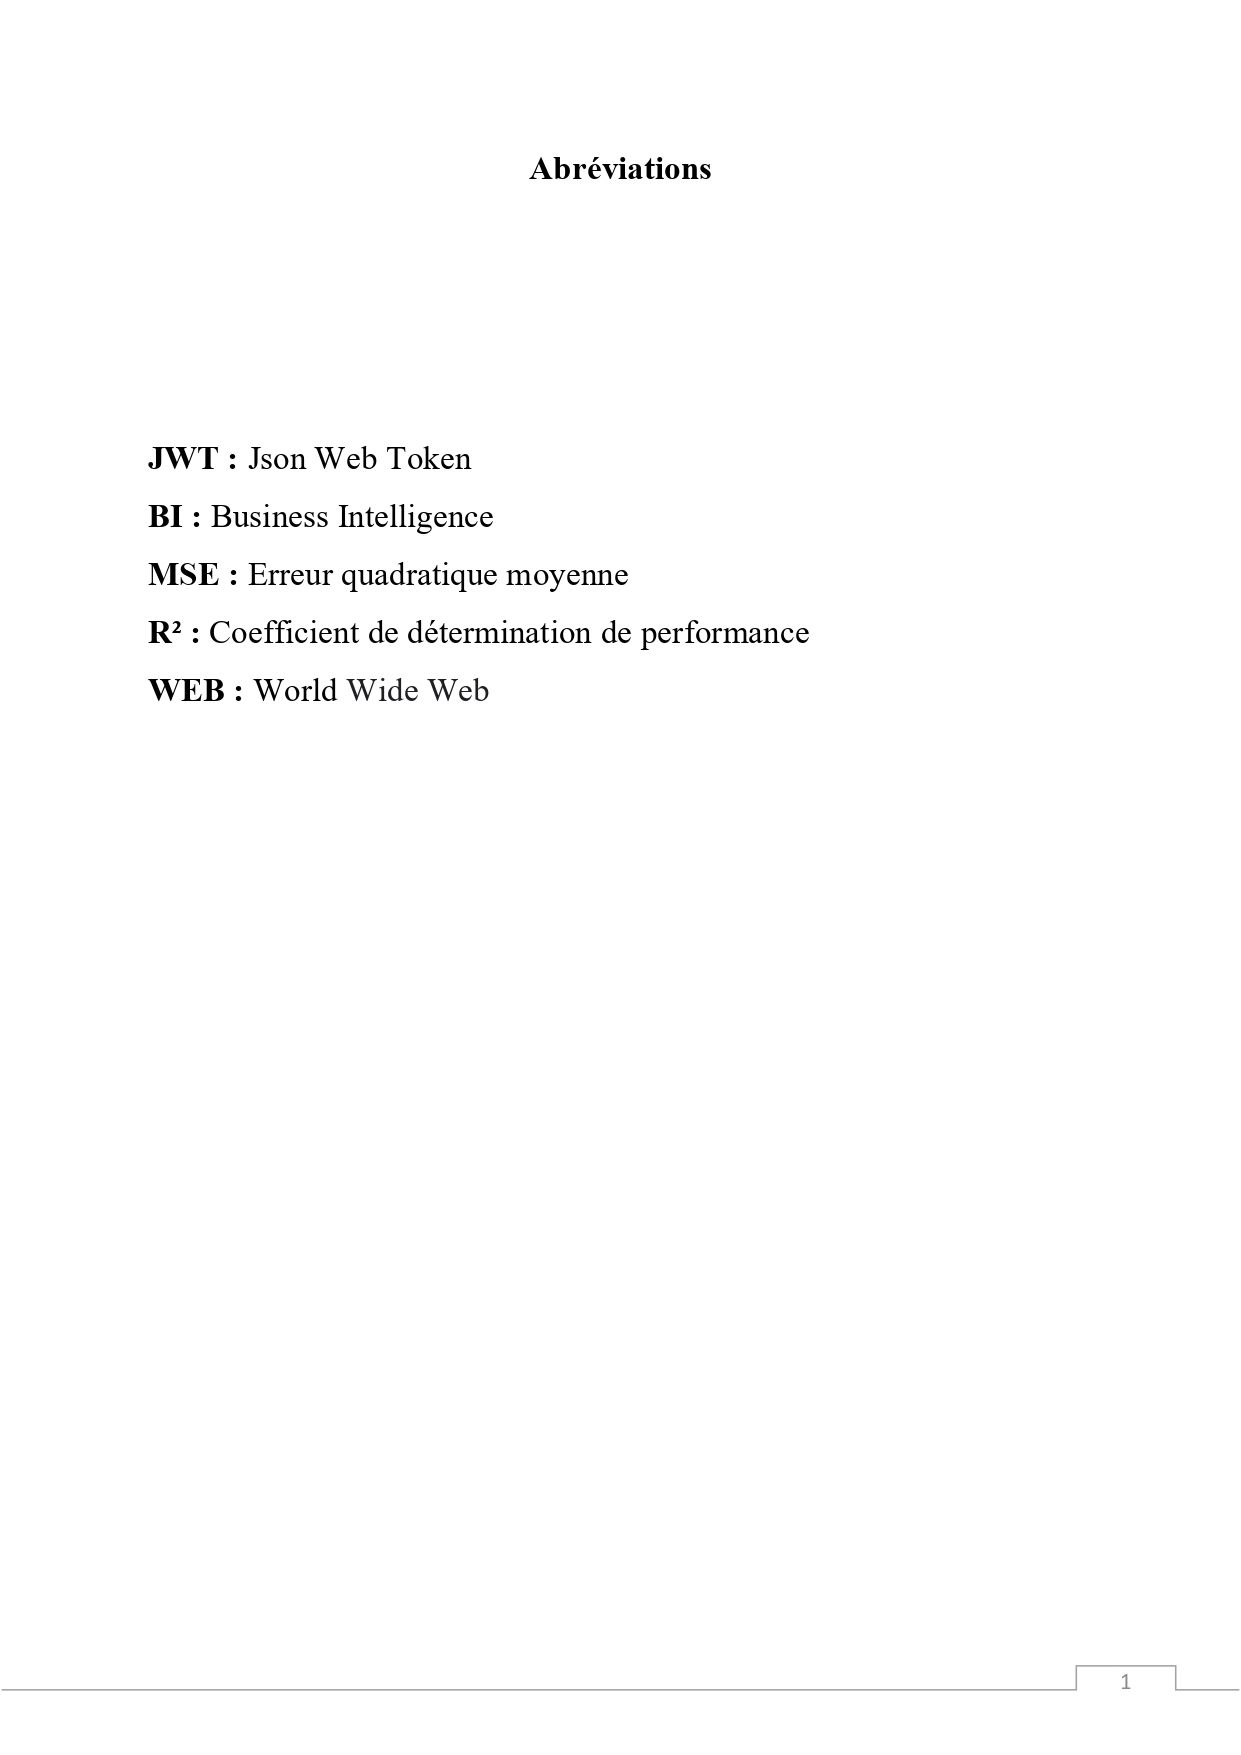 Abréviations
JWT : Json Web Token
BI : Business Intelligence
MSE : Erreur quadratique moyenne
R² : Coefficient de détermination de performance
WEB : World Wide Web
1